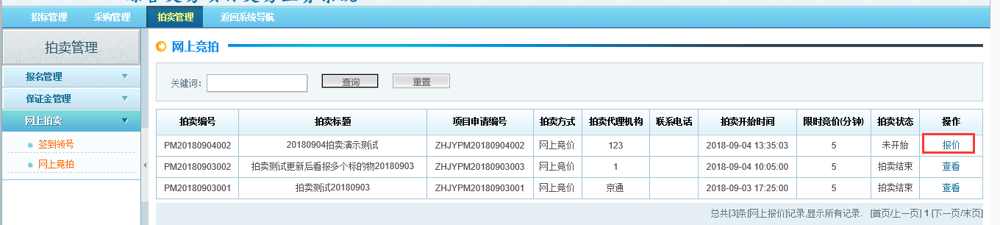 招标管理 采购管理 拍卖管理 返回系统导航
拍卖管理
报名管理
保证金管理
网上拍卖
签到领号
网上竞拍
网上竞拍
关键词: 查询 重置
拍卖编号 拍卖标题 项目申请编号 拍卖方式 拍卖代理机构 联系电话 拍卖开始时间 限时竞价(分钟) 拍卖状态 操作
PM20180904002 20180904拍卖演示测试 ZHJYPM20180904002 网上竞价 123 2018-09-04 13:35:03 5 未开始 报价
PM20180903002 拍卖测试更新后看报多个标的物20180903 ZHJYPM20180903003 网上竞价 1 2018-09-04 10:05:00 5 拍卖结束 查看
PM20180903001 拍卖测试20180903 ZHJYPM20180903001 网上竞价 京通 2018-09-03 17:25:00 5 拍卖结束 查看
总共[3]条[网上报价]记录,显示所有记录. [首页/上一页] 1 [下一页/末页]